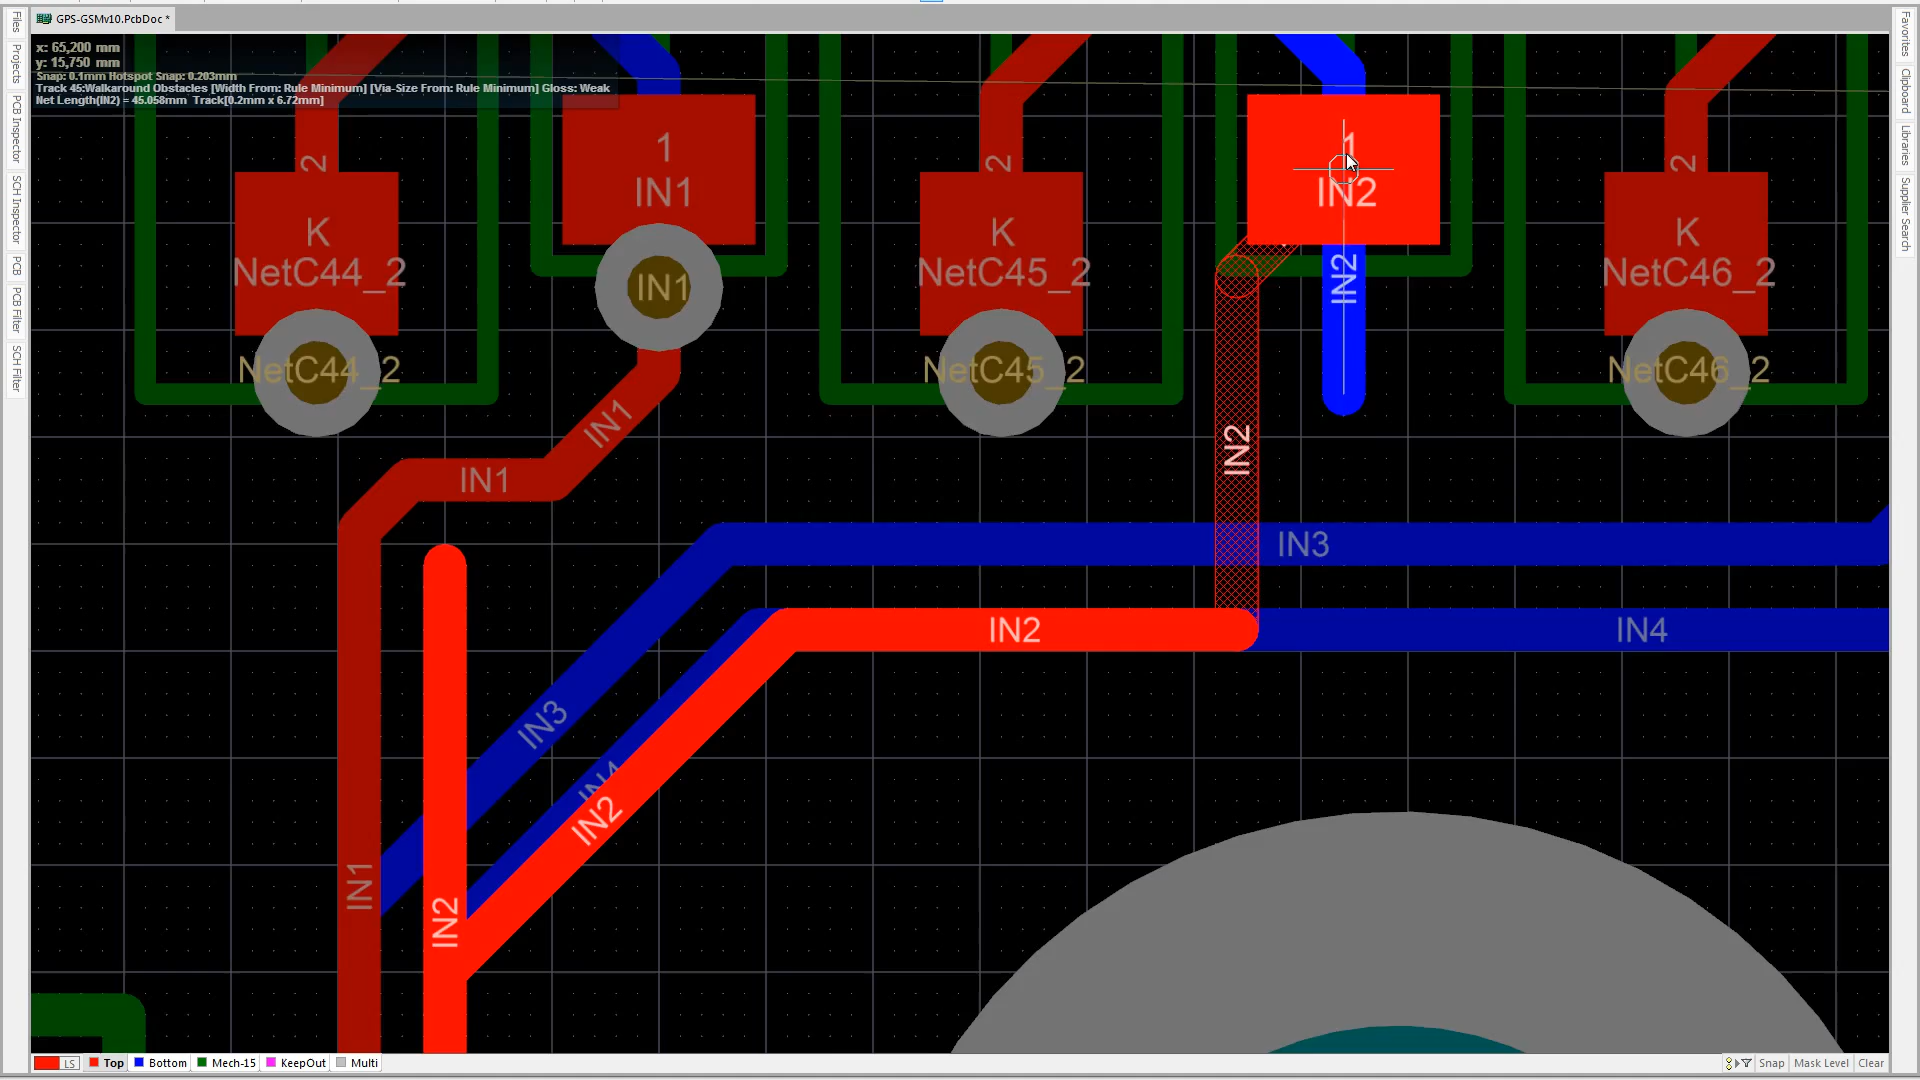 GPS-GSMv10.PcbDoc *
x: 65,200 mm
y: 15,750 mm
Snap: 0.1mm Hotspot Snap: 0.203mm
Track 45:Walkaround Obstacles [Width From: Rule Minimum] [Via-Size From: Rule Minimum] Gloss: Weak
Net Length(IN2) = 45.058mm Track[0.2mm x 6.72mm]
Files
Projects
PCB Inspector
SCH Inspector
PCB
PCB Filter
SCH Filter
Favorites
Clipboard
Libraries
Supplier Search
2
K
NetC44_2
NetC44_2
1
IN1
IN1
2
K
NetC45_2
NetC45_2
1
IN2
IN2
2
K
NetC46_2
NetC46_2
IN1
IN1
IN2
IN3
IN2
IN4
IN3
IN4
IN2
IN1
IN2
LS
Top
Bottom
Mech-15
KeepOut
Multi
Snap
Mask Level
Clear